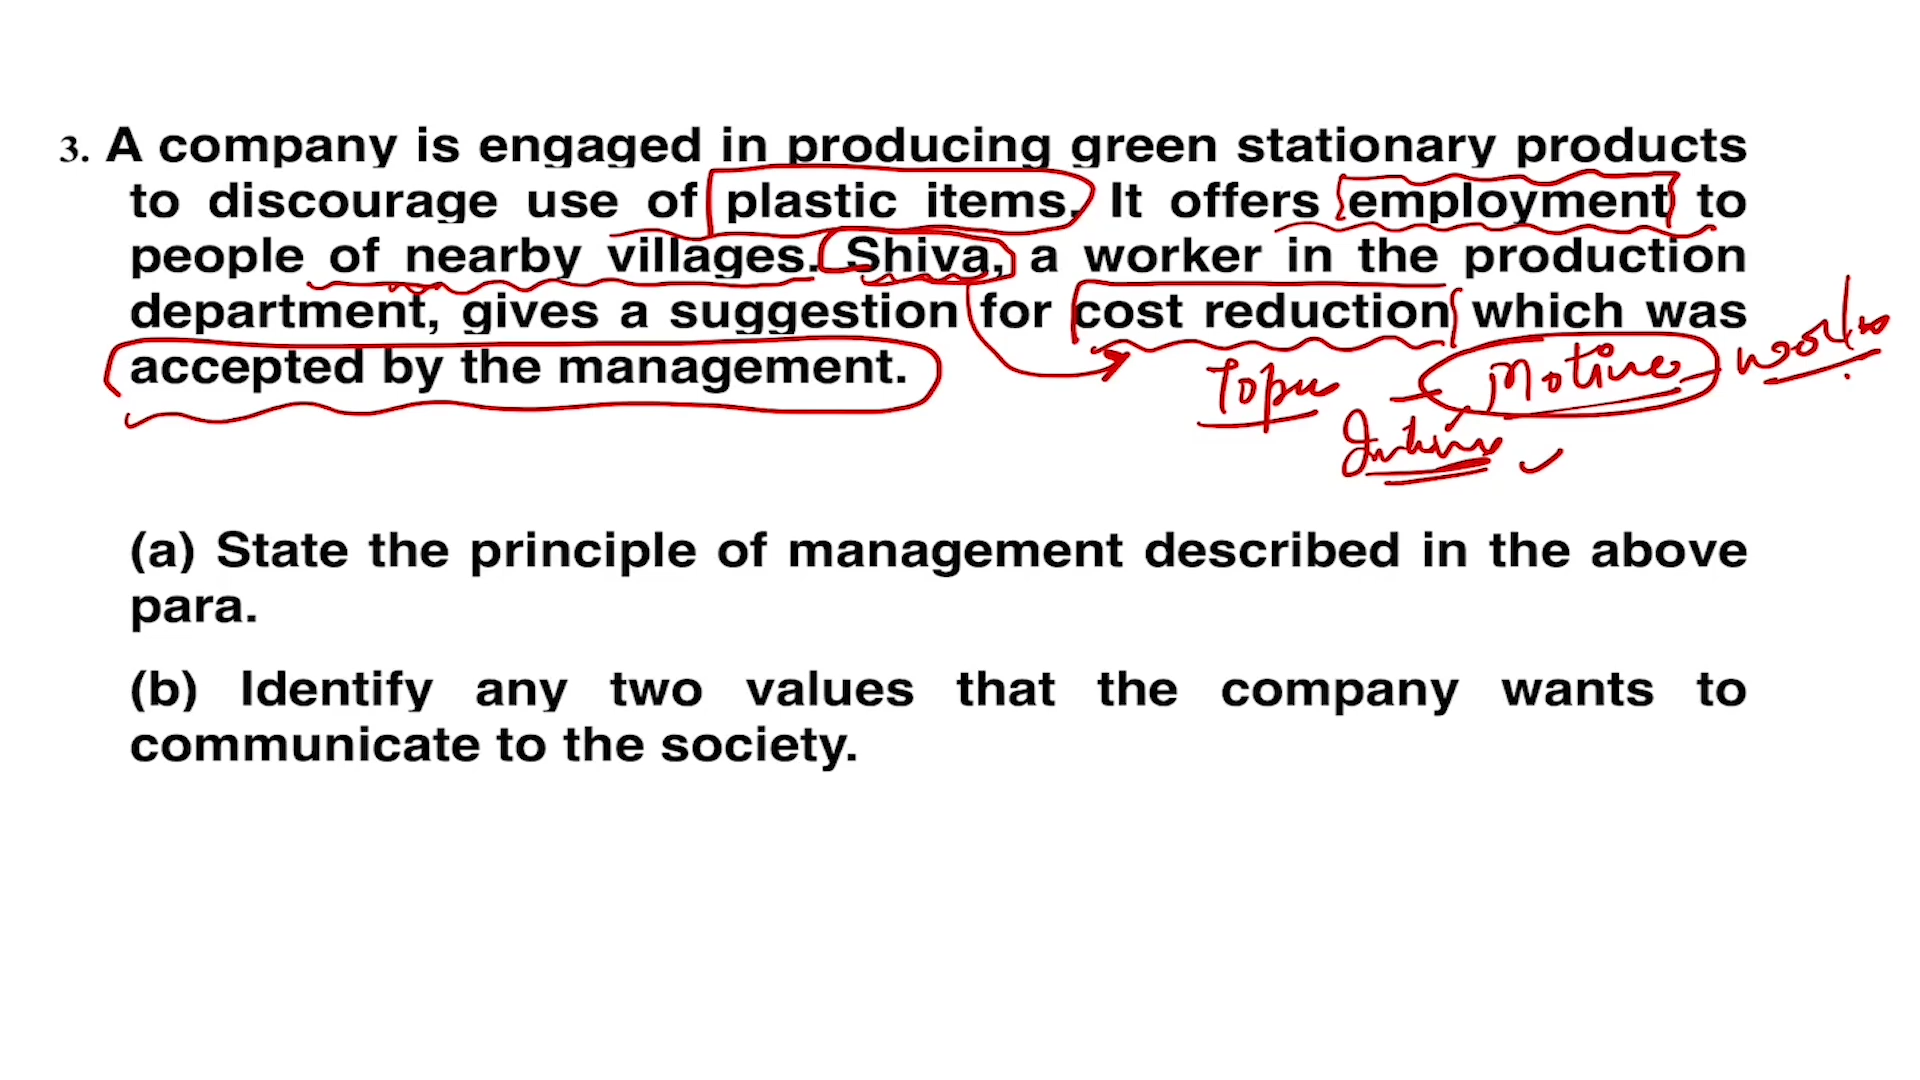 3. A company is engaged in producing green stationary products
to discourage use of plastic items. It offers employment to
people of nearby villages. Shiva, a worker in the production
department, gives a suggestion for cost reduction which was
accepted by the management.
Motive
(a) State the principle of management described in the above
para.
(b) Identify any two values that the company wants to
communicate to the society.